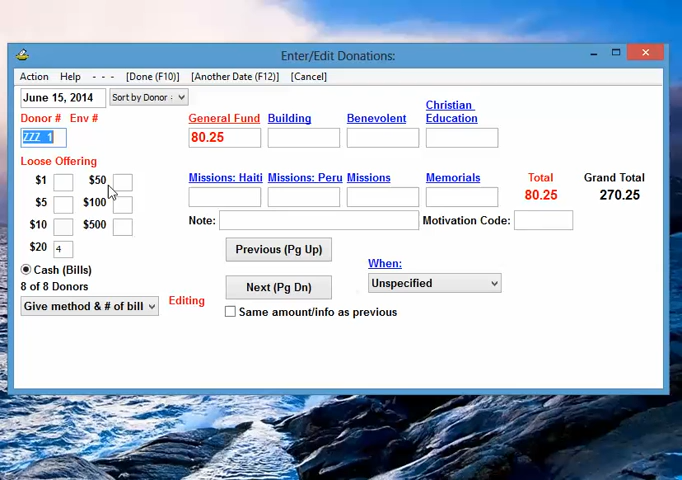 Enter/Edit Donations:
Action Help - - - [Done (F10)] [Another Date (F12)] [Cancel]
June 15, 2014 Sort by Donor :
Donor # Env # General Fund Building Benevolent Christian Education
ZZZ 1 80.25
Loose Offering
$1 $50 Missions: Haiti Missions: Peru Missions Memorials Total Grand Total
$5 $100 80.25 270.25
$10 $500 Note: Motivation Code:
$20 4 Previous (Pg Up)
Cash (Bills) When:
8 of 8 Donors Next (Pg Dn) Unspecified
Give method & # of bill Editing Same amount/info as previous